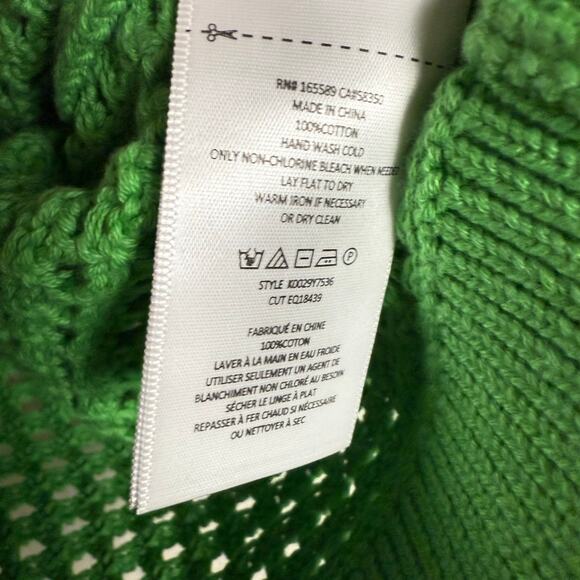 RN# 165589 CA#58350
MADE IN CHINA
100%COTTON
HAND WASH COLD
ONLY NON-CHLORINE BLEACH WHEN NEEDED
LAY FLAT TO DRY
WARM IRON IF NECESSARY
OR DRY CLEAN
P
STYLE K0029Y7536
CUT EQ18439
FABRIQUÉ EN CHINE
100%COTTON
LAVER À LA MAIN EN EAU FROIDE
UTILISER SEULEMENT UN AGENT DE
BLANCHIMENT NON CHLORÉ AU BESOIN
SÉCHER LE LINGE À PLAT
REPASSER À FER CHAUD SI NÉCESSAIRE
OU NETTOYER À SEC